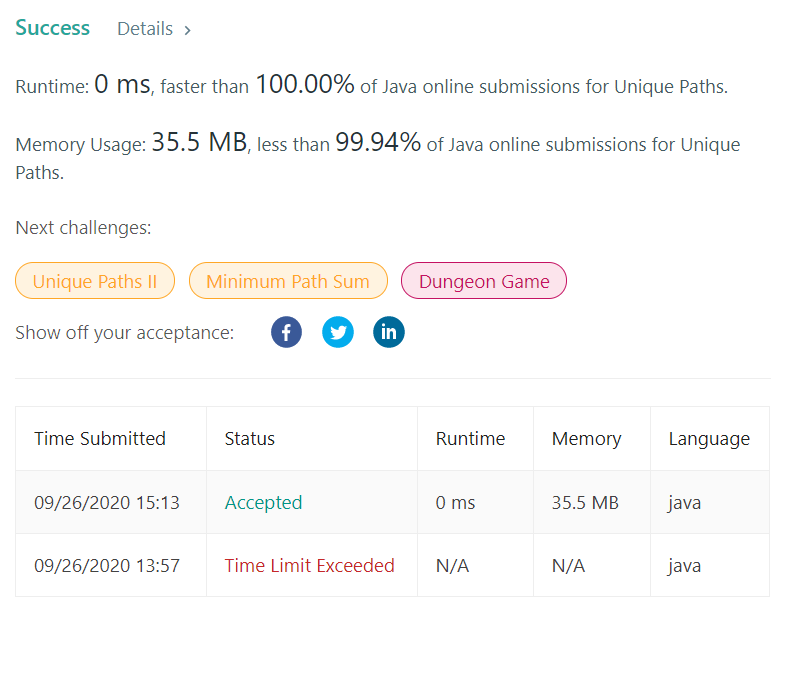 Success Details >
Runtime: 0 ms, faster than 100.00% of Java online submissions for Unique Paths.
Memory Usage: 35.5 MB, less than 99.94% of Java online submissions for Unique
Paths.
Next challenges:
Unique Paths II Minimum Path Sum Dungeon Game
Show off your acceptance: f in
Time Submitted Status Runtime Memory Language
09/26/2020 15:13 Accepted 0 ms 35.5 MB java
09/26/2020 13:57 Time Limit Exceeded N/A N/A java